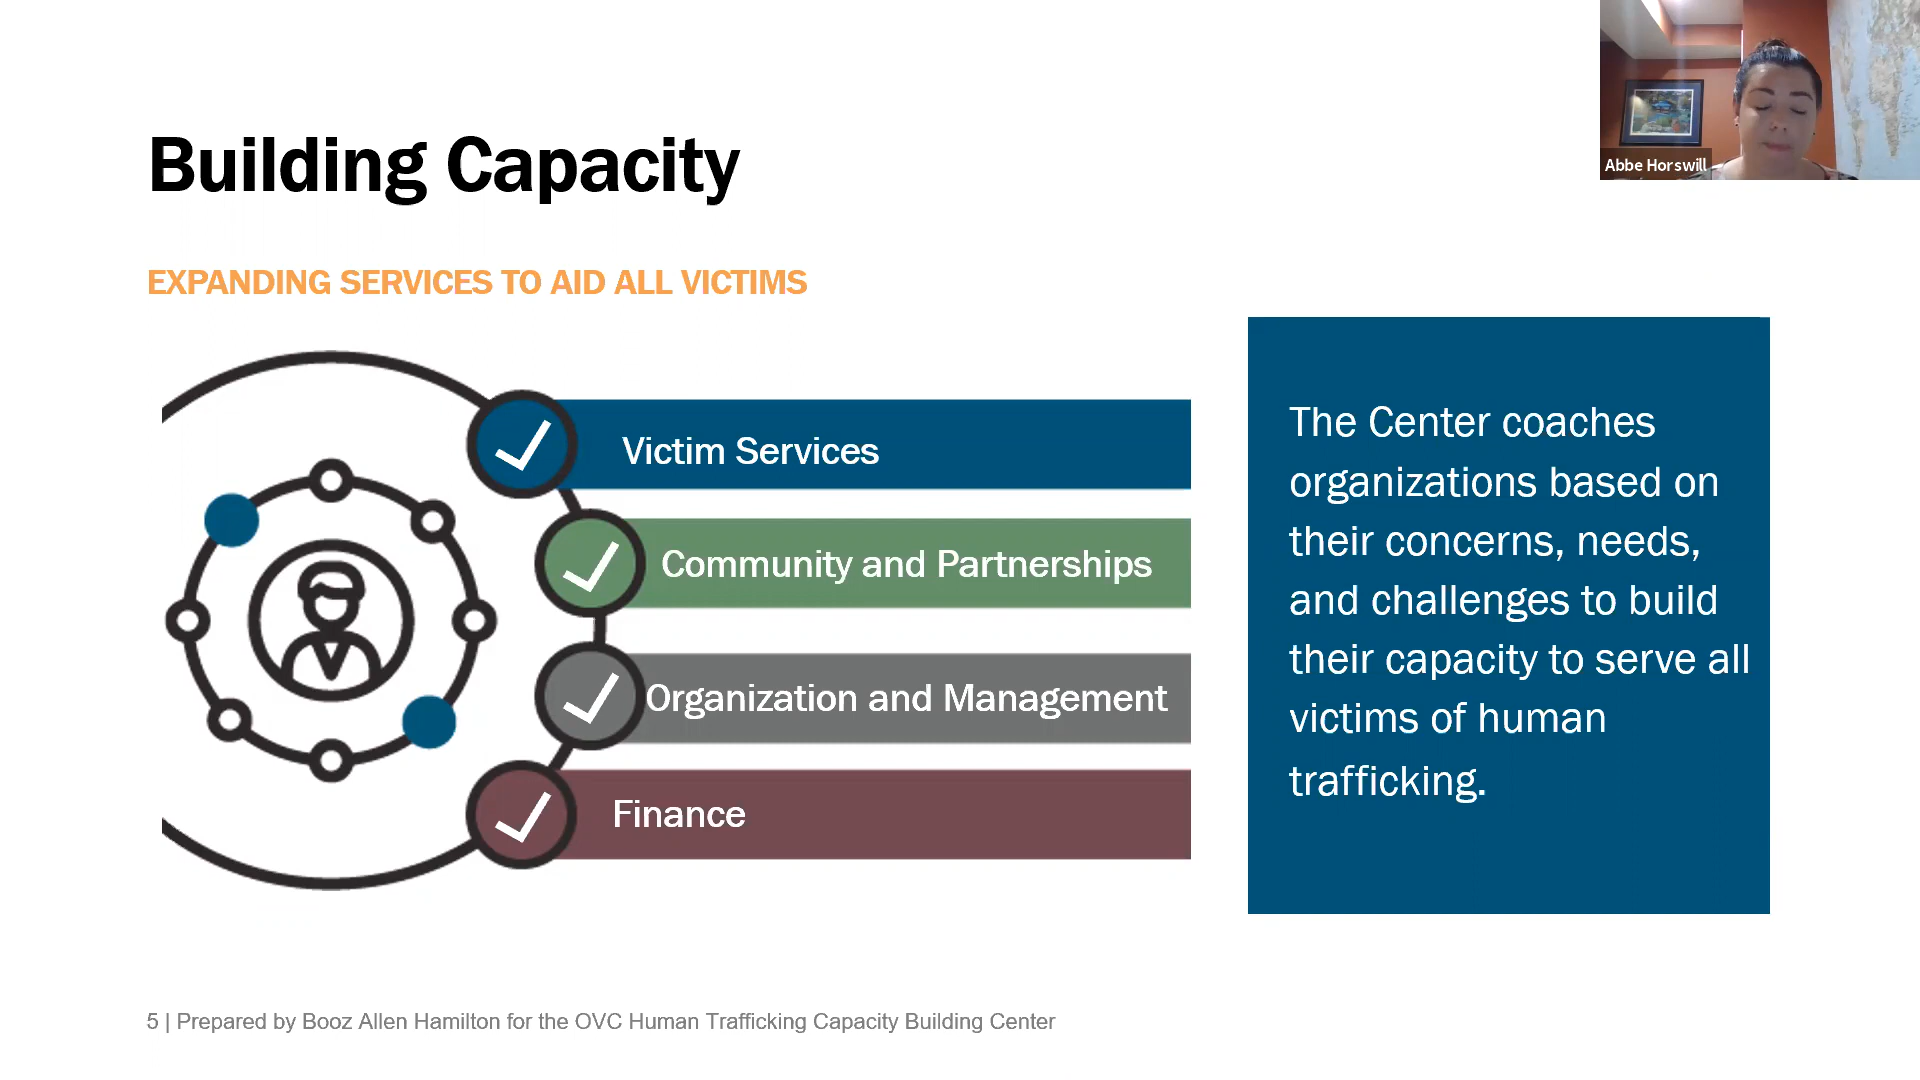 Building Capacity
EXPANDING SERVICES TO AID ALL VICTIMS
Victim Services
Community and Partnerships
Organization and Management
Finance
The Center coaches
organizations based on
their concerns, needs,
and challenges to build
their capacity to serve all
victims of human
trafficking.
5 | Prepared by Booz Allen Hamilton for the OVC Human Trafficking Capacity Building Center
Abbe Horswill